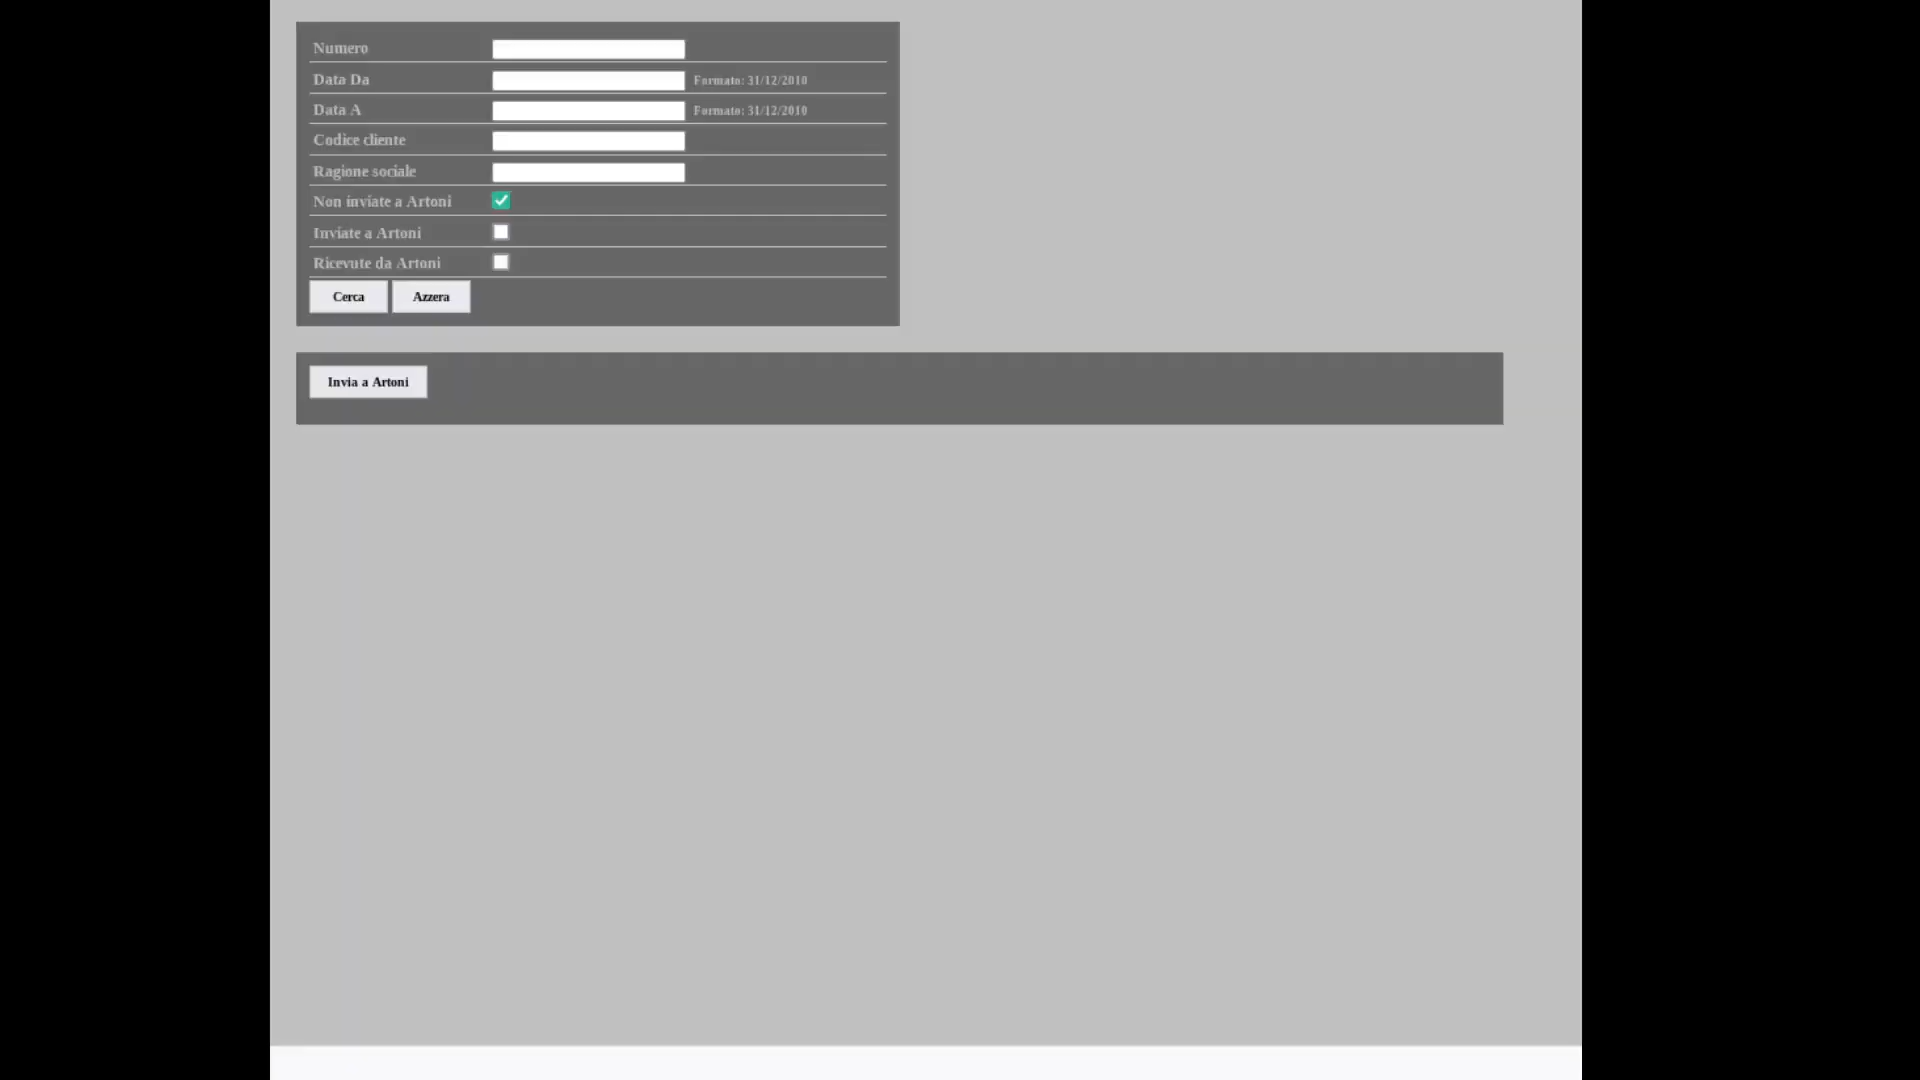 Numero
Data Da Formato: 31/12/2010
Data A Formato: 31/12/2010
Codice cliente
Ragione sociale
Non inviate a Artoni
Inviate a Artoni
Ricevute da Artoni
Cerca Azzera
Invia a Artoni